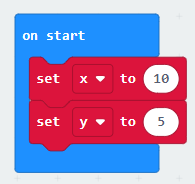 on start
set x to 10
set y to 5